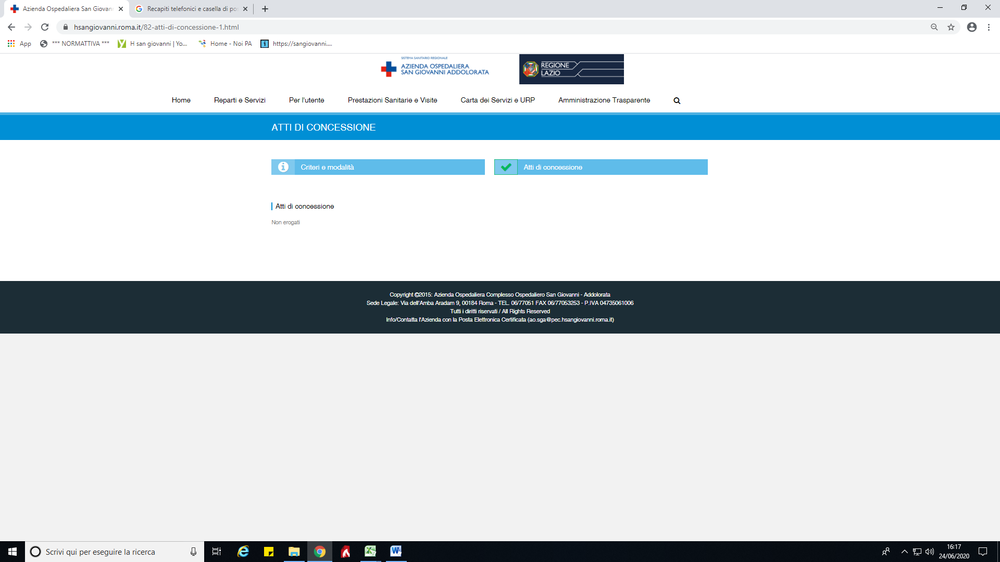 Azienda Ospedaliera San Giovann
Recapiti telefonici e casella di pos
hsangiovanni.roma.it/82-atti-di-concessione-1.html
App
*** NORMATTIVA ***
H san giovanni | Yo...
Home - Noi PA
https://sangiovanni....
SISTEMA SANITARIO REGIONALE
AZIENDA OSPEDALIERA
SAN GIOVANNI ADDOLORATA
REGIONE
LAZIO
Home
Reparti e Servizi
Per l'utente
Prestazioni Sanitarie e Visite
Carta dei Servizi e URP
Amministrazione Trasparente
ATTI DI CONCESSIONE
Criteri e modalità
Atti di concessione
Atti di concessione
Non erogati
Copyright ©2015: Azienda Ospedaliera Complesso Ospedaliero San Giovanni - Addolorata
Sede Legale: Via dell'Amba Aradam 9, 00184 Roma - TEL. 06/77051 FAX 06/77053253 - P.IVA 04735061006
Tutti i diritti riservati / All Rights Reserved
Info/Contatta l'Azienda con la Posta Elettronica Certificata (ao.sga@pec.hsangiovanni.roma.it)
Scrivi qui per eseguire la ricerca
16:17
24/06/2020